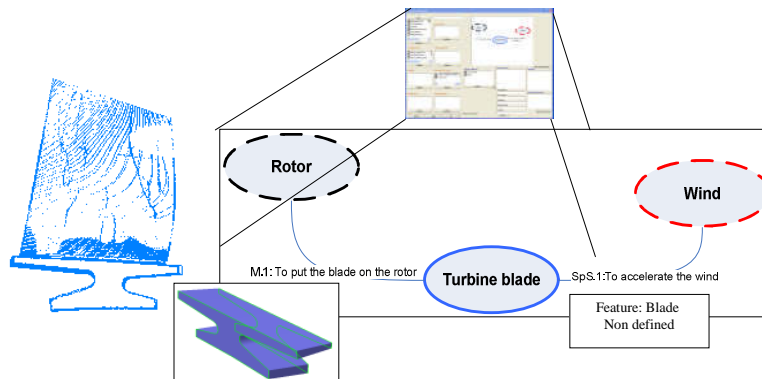 Rotor
Wind
M.1: To put the blade on the rotor
Turbine blade
SpS.1:To accelerate the wind
Feature: Blade
Non defined